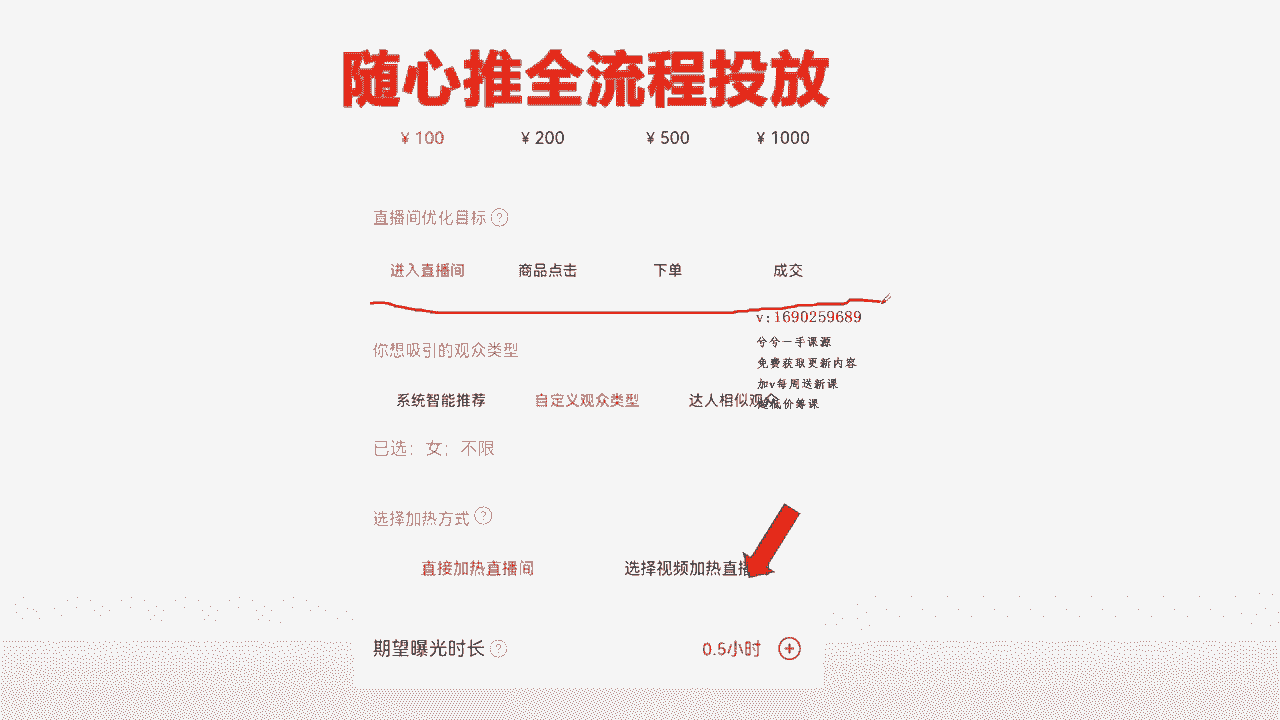 随心推全流程投放
¥ 100 ¥ 200 ¥ 500 ¥ 1000
直播间优化目标 ?
进入直播间 商品点击 下单 成交
v:1690259689
兮兮一手课源
你想吸引的观众类型
免费获取更新内容
加v每周送新课
系统智能推荐 自定义观众类型 达人相似观众
超低价筹课
已选：女；不限
选择加热方式 ?
直接加热直播间 选择视频加热直播
期望曝光时长 ? 0.5小时 +